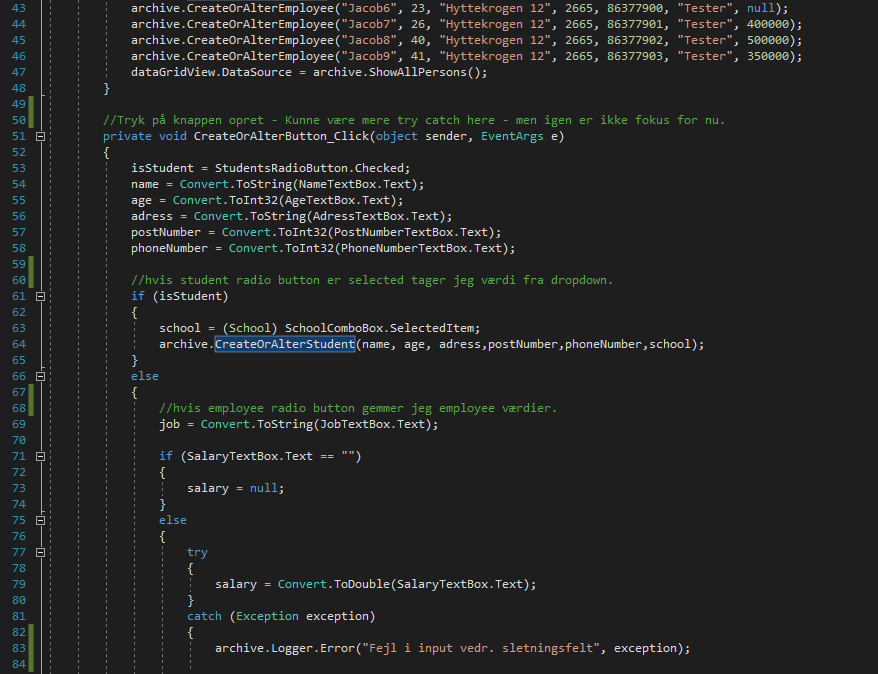 43 archive.CreateOrAlterEmployee("Jacob6", 23, "Hyttekrogen 12", 2665, 86377900, "Tester", null);
44 archive.CreateOrAlterEmployee("Jacob7", 26, "Hyttekrogen 12", 2665, 86377901, "Tester", 400000);
45 archive.CreateOrAlterEmployee("Jacob8", 40, "Hyttekrogen 12", 2665, 86377902, "Tester", 500000);
46 archive.CreateOrAlterEmployee("Jacob9", 41, "Hyttekrogen 12", 2665, 86377903, "Tester", 350000);
47 dataGridView.DataSource = archive.ShowAllPersons();
48 }
49
50 //Tryk på knappen opret - Kunne være mere try catch here - men igen er ikke fokus for nu.
51 private void CreateOrAlterButton_Click(object sender, EventArgs e)
52 {
53 isStudent = StudentsRadioButton.Checked;
54 name = Convert.ToString(NameTextBox.Text);
55 age = Convert.ToInt32(AgeTextBox.Text);
56 adress = Convert.ToString(AdressTextBox.Text);
57 postNumber = Convert.ToInt32(PostNumberTextBox.Text);
58 phoneNumber = Convert.ToInt32(PhoneNumberTextBox.Text);
59
60 //hvis student radio button er selected tager jeg værdi fra dropdown.
61 if (isStudent)
62 {
63 school = (School) SchoolComboBox.SelectedItem;
64 archive.CreateOrAlterStudent(name, age, adress,postNumber,phoneNumber,school);
65 }
66 else
67 {
68 //hvis employee radio button gemmer jeg employee værdier.
69 job = Convert.ToString(JobTextBox.Text);
70
71 if (SalaryTextBox.Text == "")
72 {
73 salary = null;
74 }
75 else
76 {
77 try
78 {
79 salary = Convert.ToDouble(SalaryTextBox.Text);
80 }
81 catch (Exception exception)
82 {
83 archive.Logger.Error("Fejl i input vedr. sletningsfelt", exception);
84